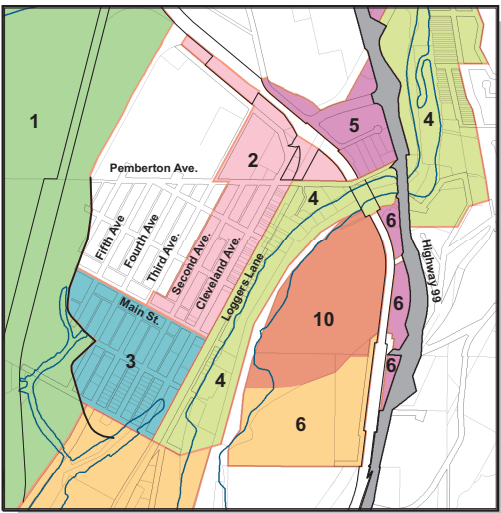 1
4
5
2
Pemberton Ave.
4
Fifth Ave
Fourth Ave
Third Ave.
Second Ave.
Cleveland Ave.
Loggers Lane
6
Highway 99
Main St.
10
6
3
4
6
6